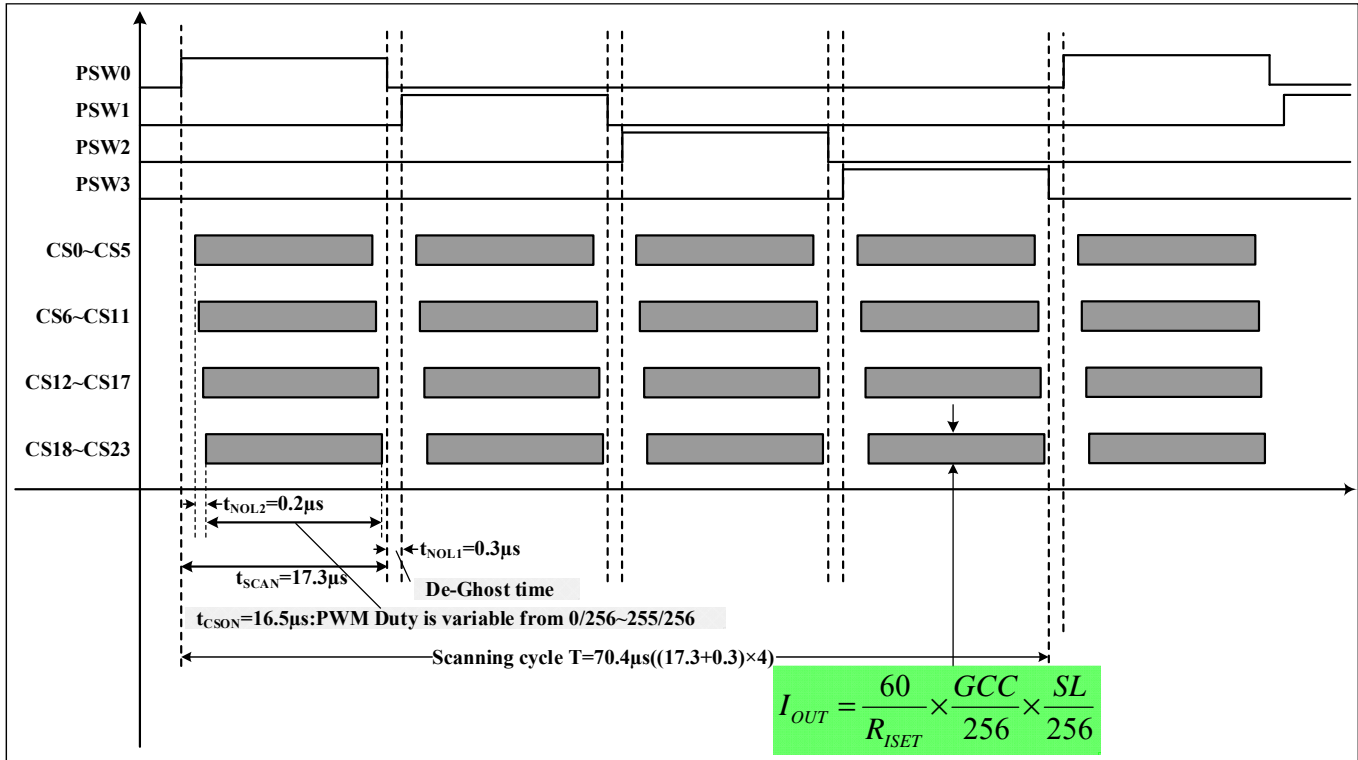 PSW0
PSW1
PSW2
PSW3
CS0~CS5
CS6~CS11
CS12~CS17
CS18~CS23
tNOL2=0.2µs
tNOL1=0.3µs
tSCAN=17.3µs
De-Ghost time
tCSON=16.5µs:PWM Duty is variable from 0/256~255/256
Scanning cycle T=70.4µs((17.3+0.3)×4)
IOUT = 60/RISET × GCC/256 × SL/256